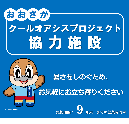 おおさか
クールオアシスプロジェクト
協力施設
暑さをしのぐため、
お気軽にお立ち寄りください